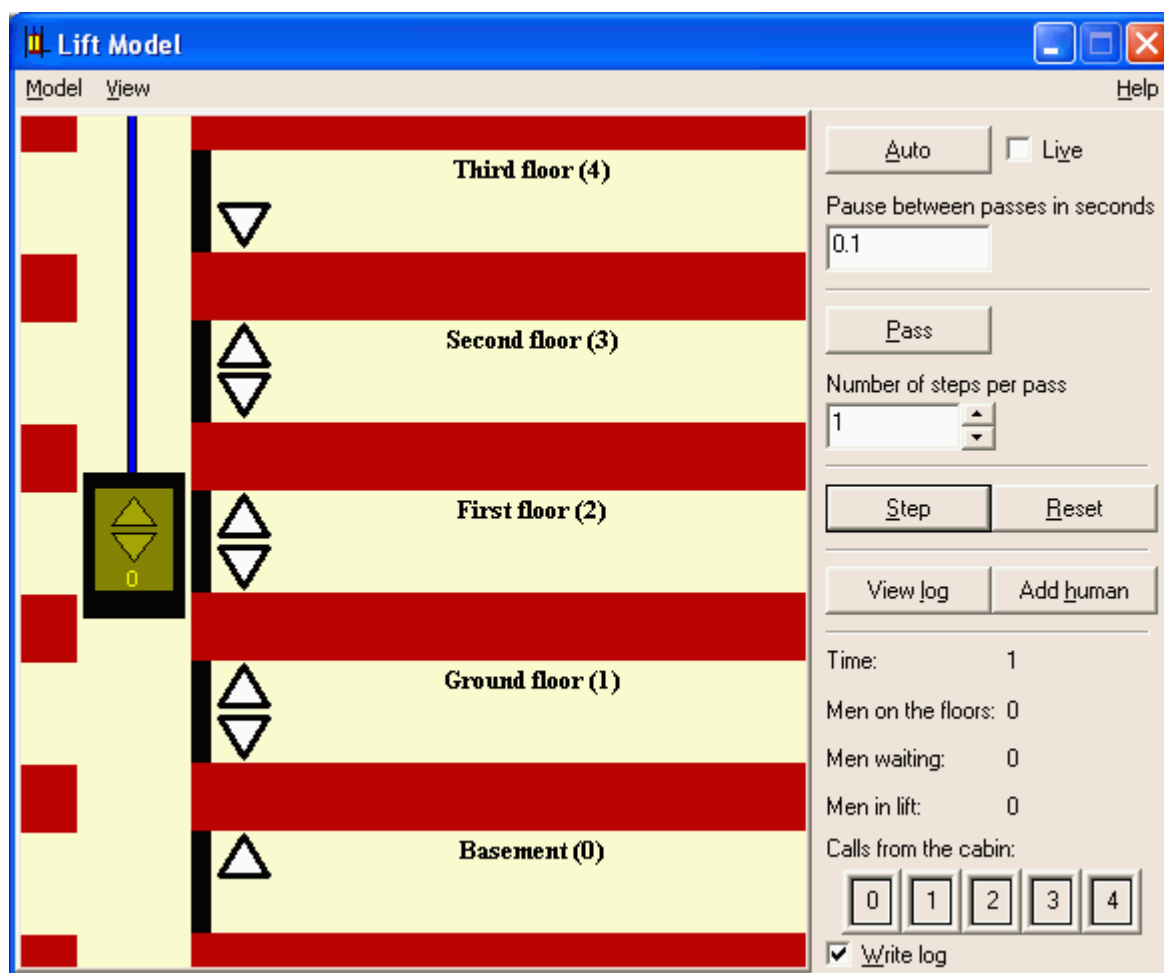 Lift Model
Model View Help
Third floor (4)
Second floor (3)
First floor (2)
0
Ground floor (1)
Basement (0)
Auto Live
Pause between passes in seconds
0.1
Pass
Number of steps per pass
1
Step Reset
View log Add human
Time: 1
Men on the floors: 0
Men waiting: 0
Men in lift: 0
Calls from the cabin:
0 1 2 3 4
Write log